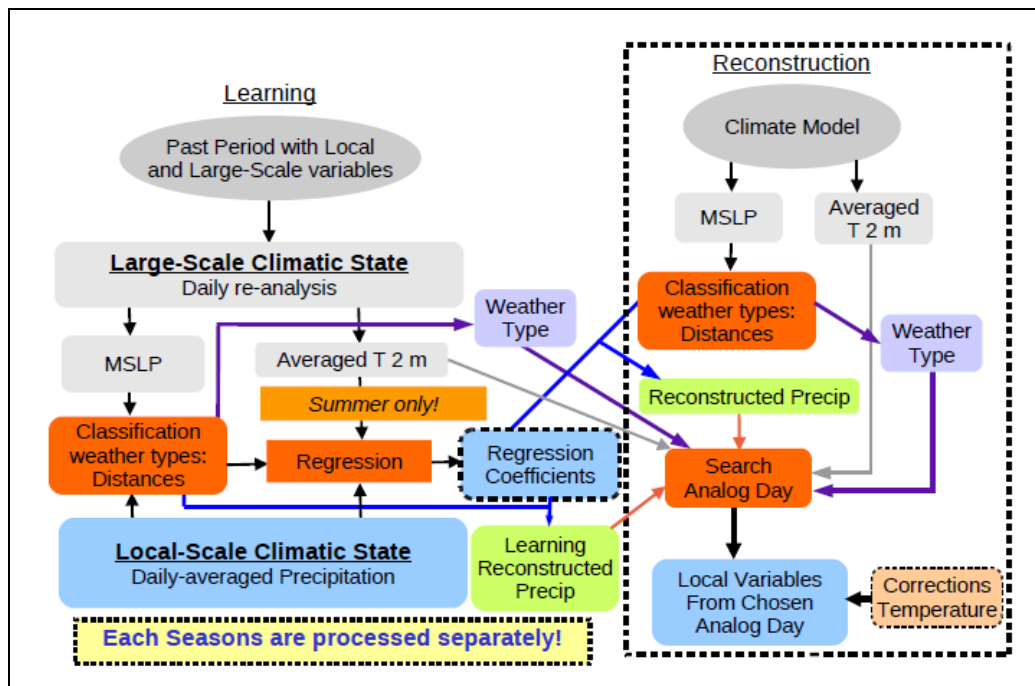 Learning
Past Period with Local
and Large-Scale variables
Large-Scale Climatic State
Daily re-analysis
MSLP
Averaged T 2 m
Summer only!
Classification
weather types:
Distances
Regression
Regression
Coefficients
Weather
Type
Local-Scale Climatic State
Daily-averaged Precipitation
Learning
Reconstructed
Precip
Each Seasons are processed separately!
Reconstruction
Climate Model
MSLP
Averaged
T 2 m
Classification
weather types:
Distances
Weather
Type
Reconstructed Precip
Search
Analog Day
Local Variables
From Chosen
Analog Day
Corrections
Temperature